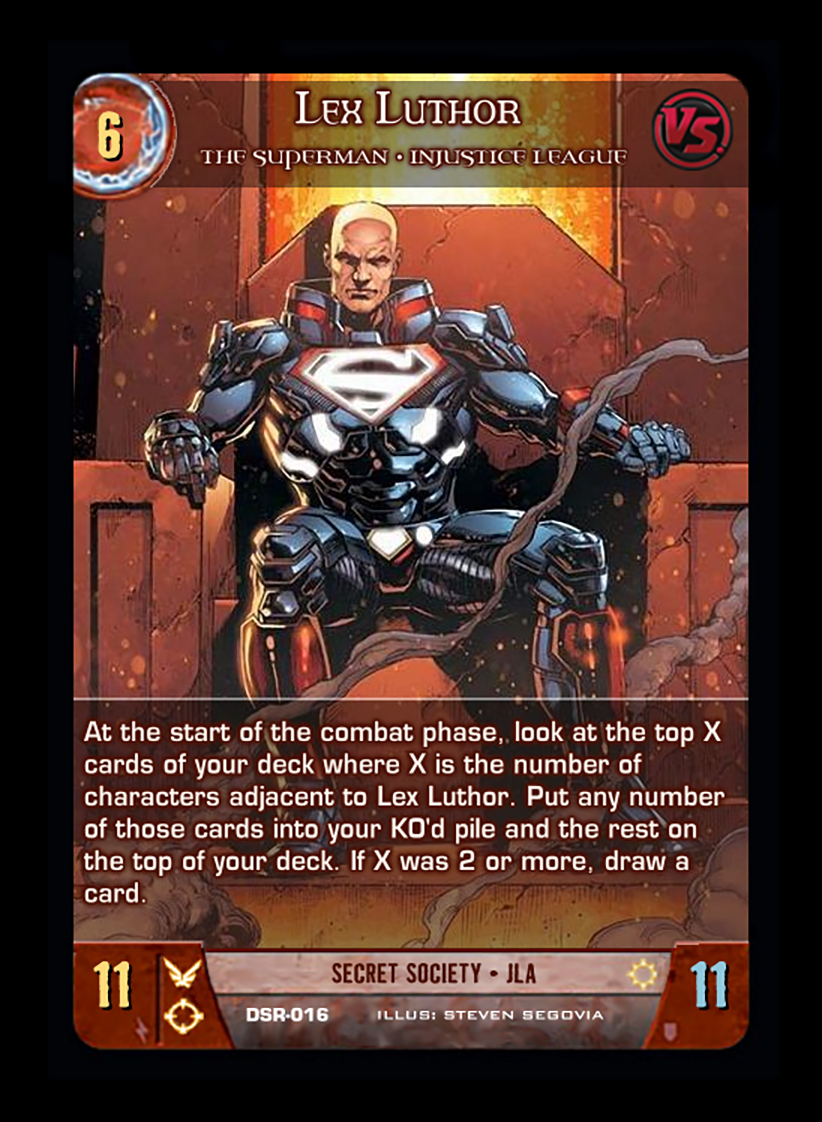 6
LEX LUTHOR
VS.
THE SUPERMAN • INJUSTICE LEAGUE
At the start of the combat phase, look at the top X
cards of your deck where X is the number of
characters adjacent to Lex Luthor. Put any number
of those cards into your KO'd pile and the rest on
the top of your deck. If X was 2 or more, draw a
card.
11
SECRET SOCIETY • JLA
11
DSR-016 ILLUS: STEVEN SEGOVIA